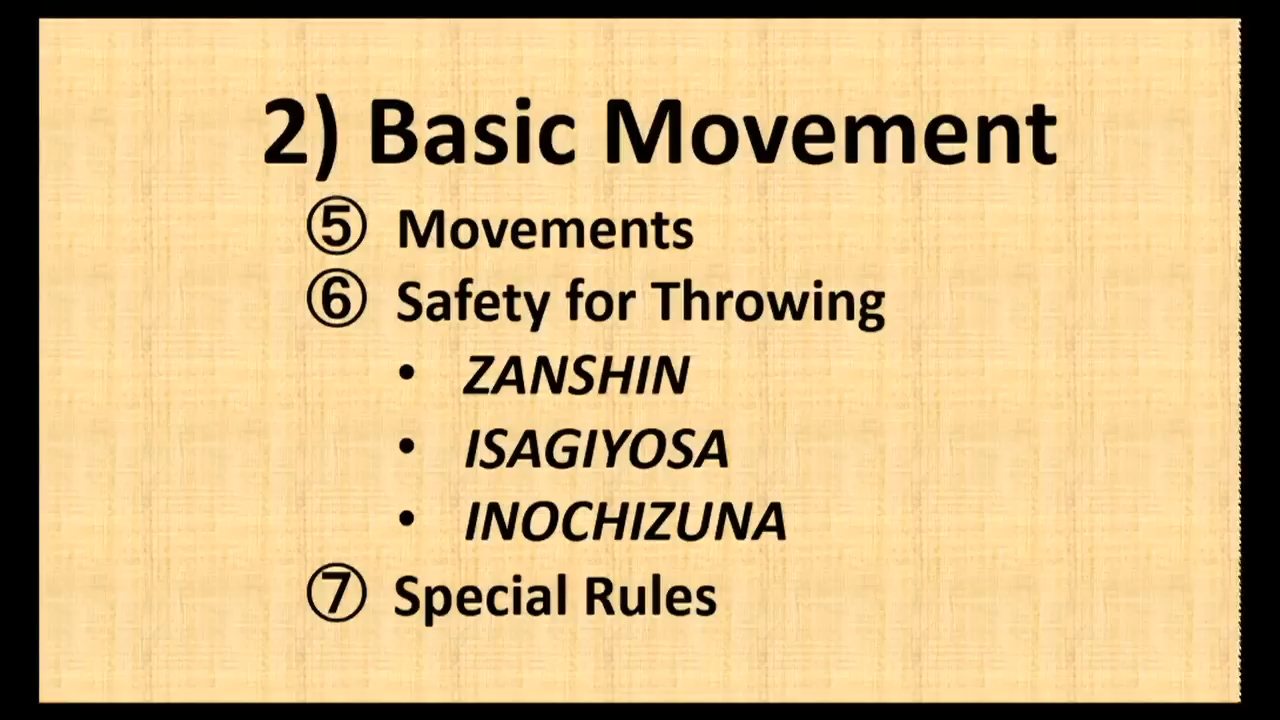 2) Basic Movement
⑤ Movements
⑥ Safety for Throwing
• ZANSHIN
• ISAGIYOSA
• INOCHIZUNA
⑦ Special Rules